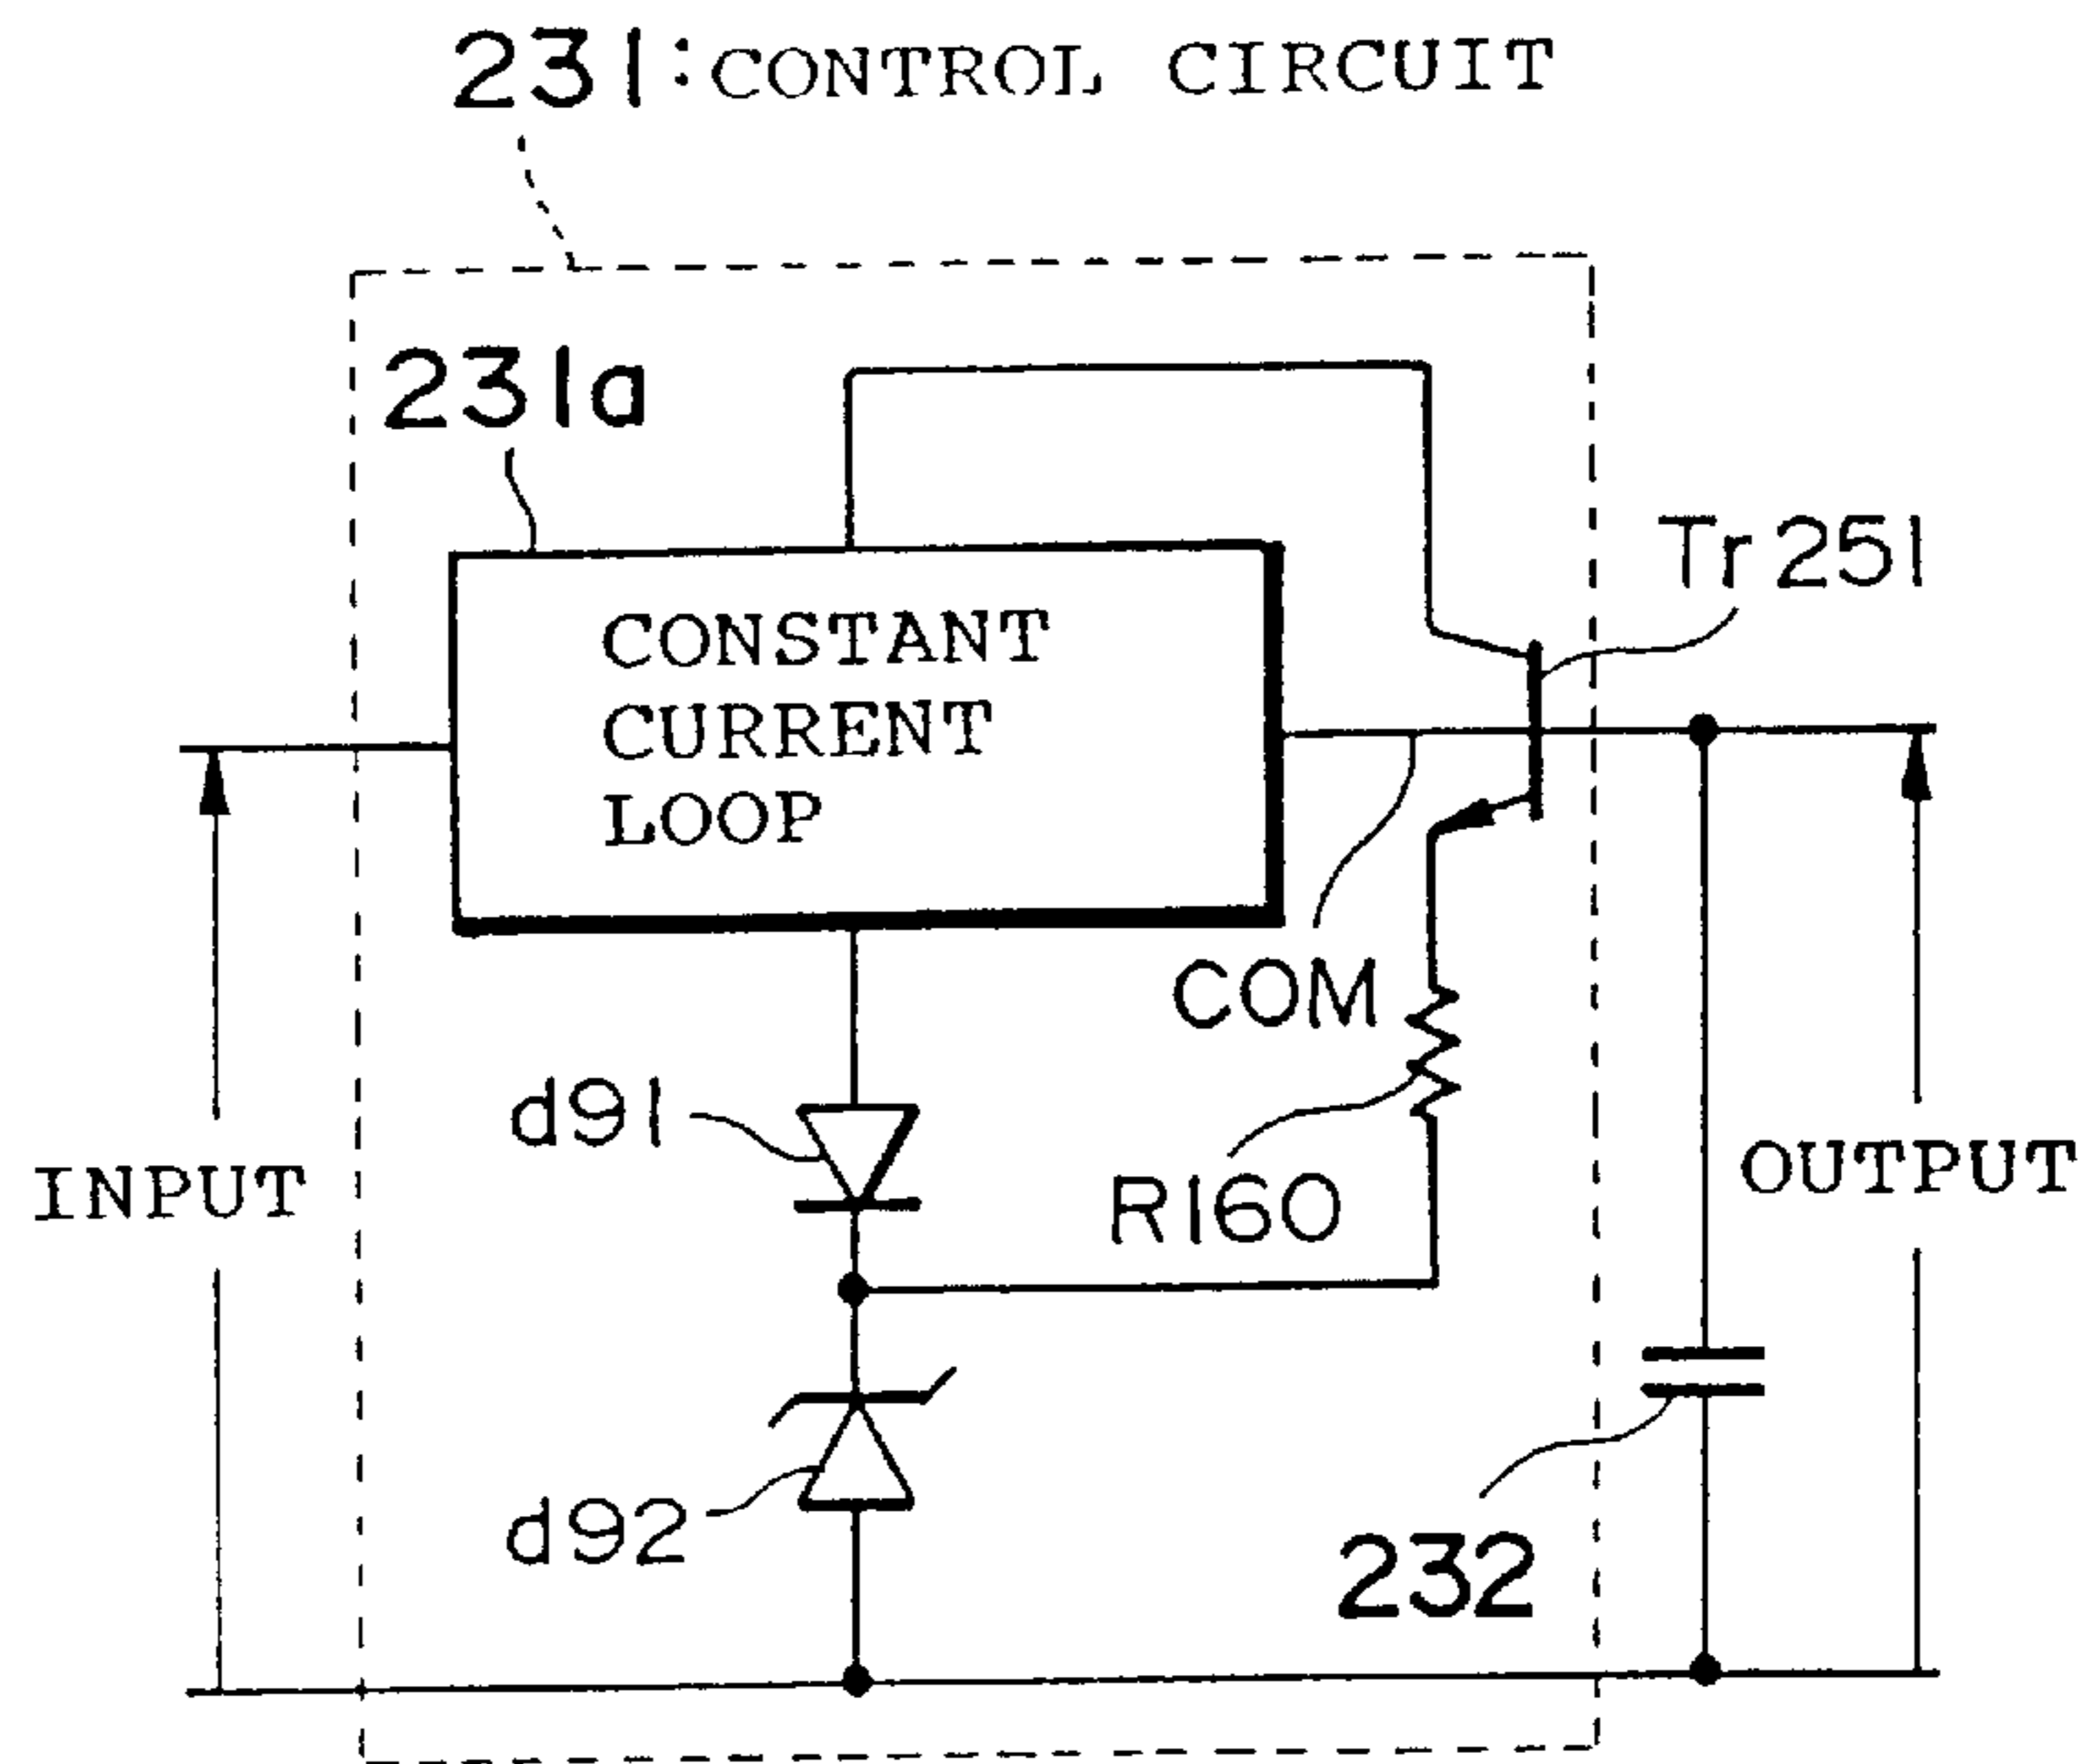 231:CONTROL CIRCUIT
231a
Tr251
CONSTANT
CURRENT
LOOP
COM
d91
R160
INPUT
OUTPUT
d92
232